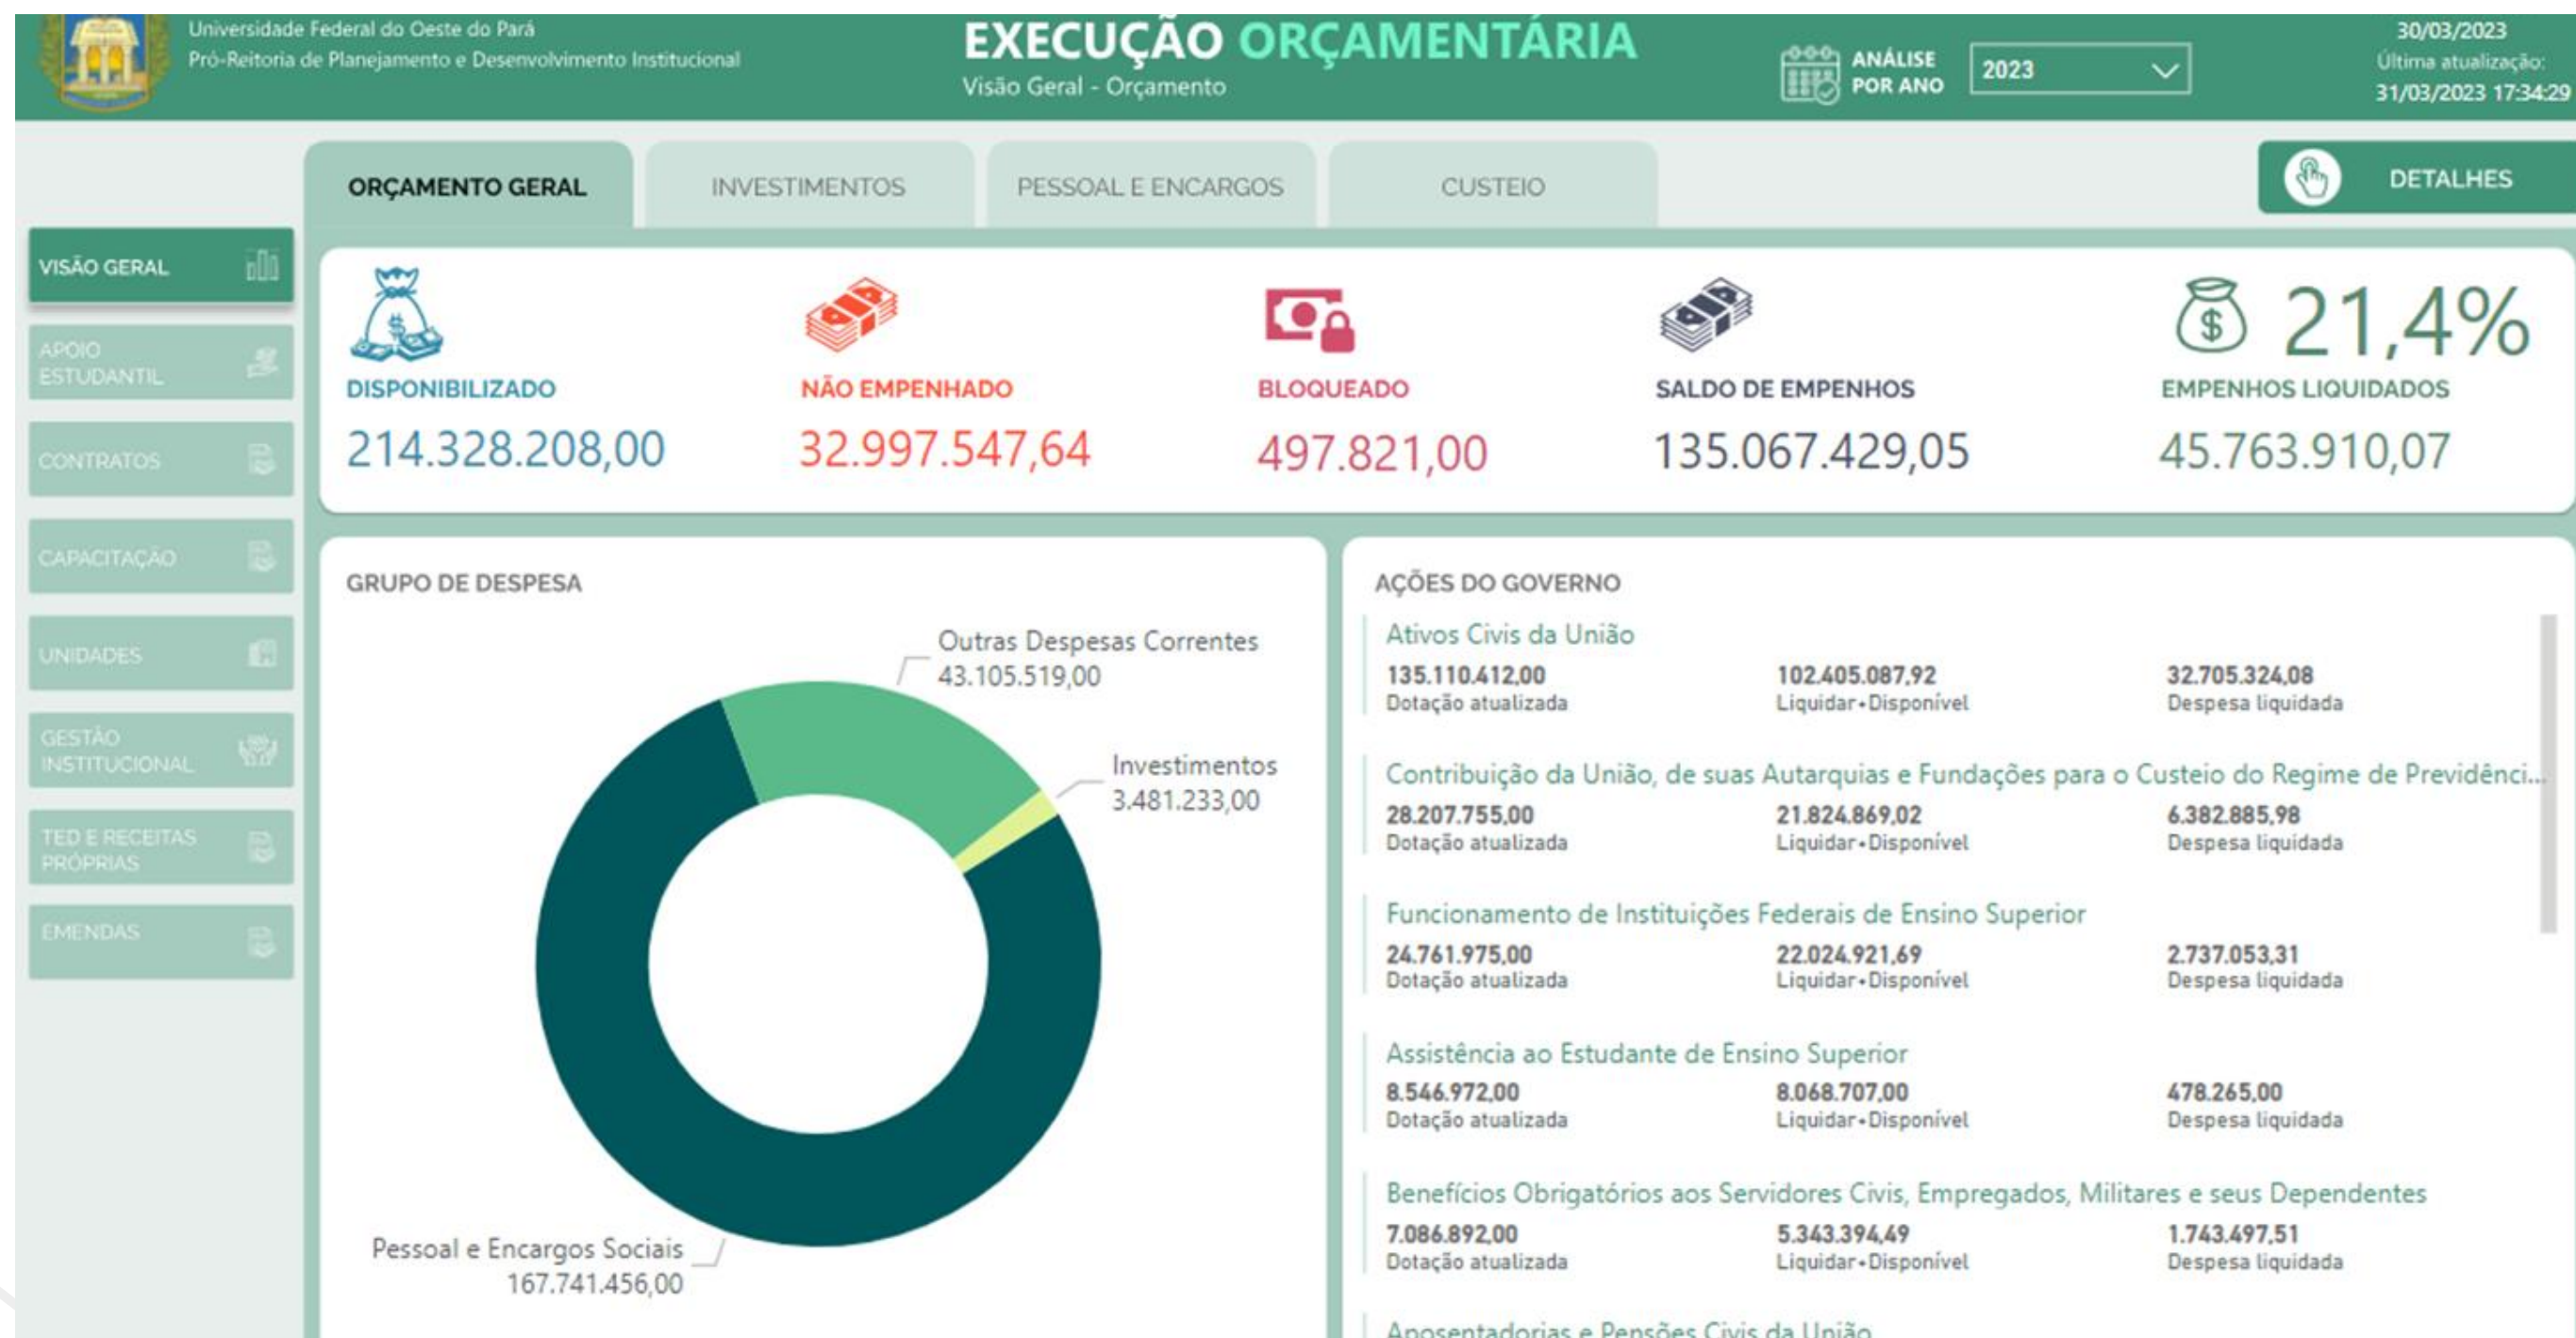 Universidade Federal do Oeste do Pará
Pró-Reitoria de Planejamento e Desenvolvimento Institucional
EXECUÇÃO ORÇAMENTÁRIA
Visão Geral - Orçamento
ANÁLISE
POR ANO
2023
30/03/2023
Última atualização:
31/03/2023 17:34:29
ORÇAMENTO GERAL
INVESTIMENTOS
PESSOAL E ENCARGOS
CUSTEIO
DETALHES
VISÃO GERAL
APOIO
ESTUDANTIL
CONTRATOS
CAPACITAÇÃO
UNIDADES
GESTÃO
INSTITUCIONAL
TED E RECEITAS
PRÓPRIAS
EMENDAS
DISPONIBILIZADO
214.328.208,00
NÃO EMPENHADO
32.997.547,64
BLOQUEADO
497.821,00
SALDO DE EMPENHOS
135.067.429,05
21,4%
EMPENHOS LIQUIDADOS
45.763.910,07
GRUPO DE DESPESA
Outras Despesas Correntes
43.105.519,00
Investimentos
3.481.233,00
Pessoal e Encargos Sociais
167.741.456,00
AÇÕES DO GOVERNO
Ativos Civis da União
135.110.412,00 102.405.087,92 32.705.324,08
Dotação atualizada Liquidar+Disponível Despesa liquidada
Contribuição da União, de suas Autarquias e Fundações para o Custeio do Regime de Previdênci...
28.207.755,00 21.824.869,02 6.382.885,98
Dotação atualizada Liquidar+Disponível Despesa liquidada
Funcionamento de Instituições Federais de Ensino Superior
24.761.975,00 22.024.921,69 2.737.053,31
Dotação atualizada Liquidar+Disponível Despesa liquidada
Assistência ao Estudante de Ensino Superior
8.546.972,00 8.068.707,00 478.265,00
Dotação atualizada Liquidar+Disponível Despesa liquidada
Benefícios Obrigatórios aos Servidores Civis, Empregados, Militares e seus Dependentes
7.086.892,00 5.343.394,49 1.743.497,51
Dotação atualizada Liquidar+Disponível Despesa liquidada
Aposentadorias e Pensões Civis da União